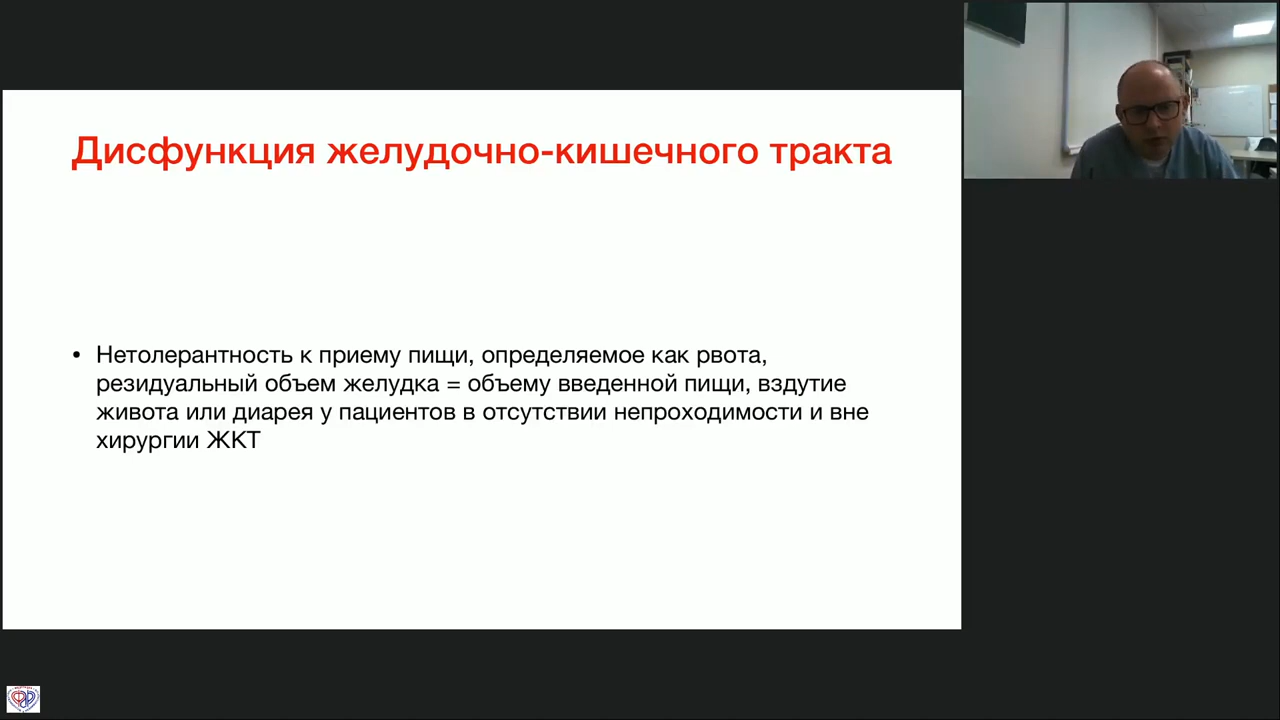 Дисфункция желудочно-кишечного тракта
• Нетолерантность к приему пищи, определяемое как рвота,
резидуальный объем желудка = объему введенной пищи, вздутие
живота или диарея у пациентов в отсутствии непроходимости и вне
хирургии ЖКТ